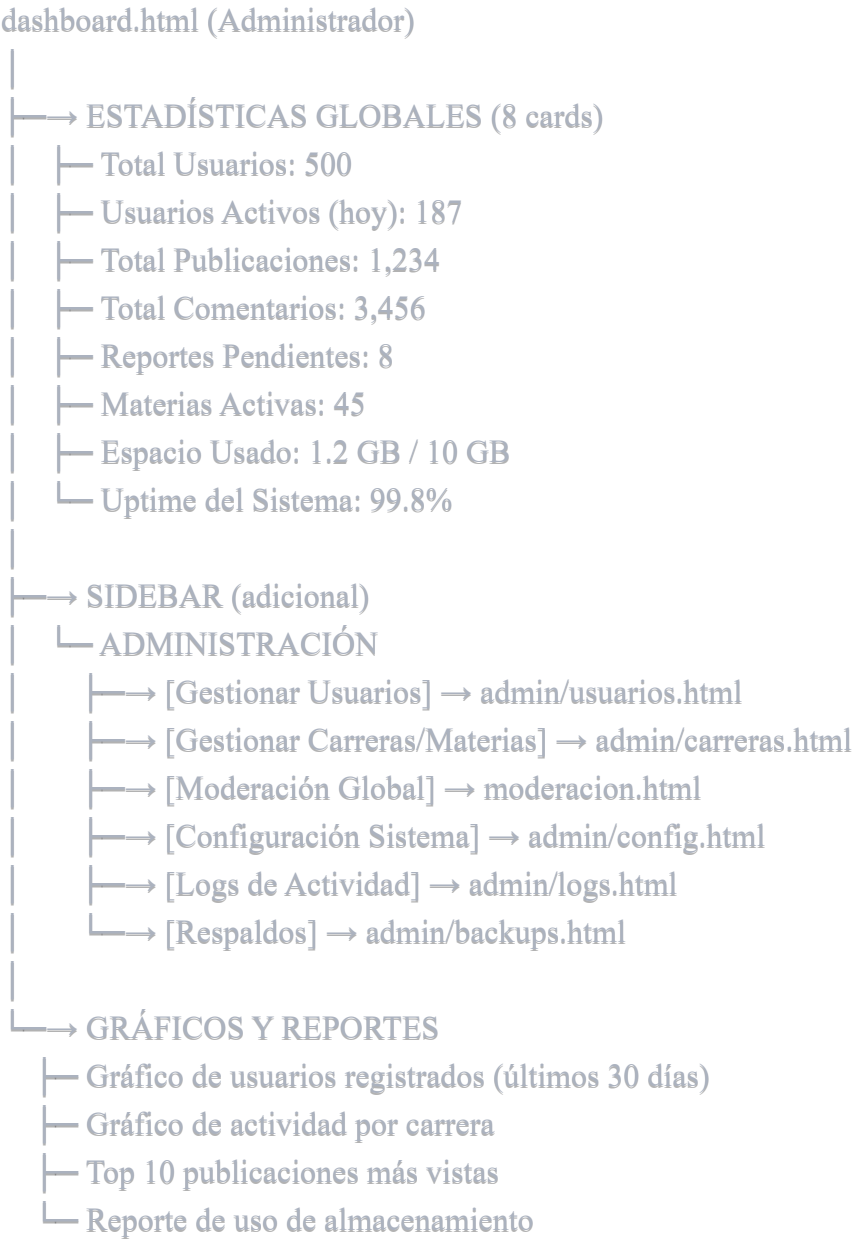 dashboard.html (Administrador)
│
├──→ ESTADÍSTICAS GLOBALES (8 cards)
│   ├── Total Usuarios: 500
│   ├── Usuarios Activos (hoy): 187
│   ├── Total Publicaciones: 1,234
│   ├── Total Comentarios: 3,456
│   ├── Reportes Pendientes: 8
│   ├── Materias Activas: 45
│   ├── Espacio Usado: 1.2 GB / 10 GB
│   └── Uptime del Sistema: 99.8%
│
├──→ SIDEBAR (adicional)
│   └── ADMINISTRACIÓN
│       ├──→ [Gestionar Usuarios] → admin/usuarios.html
│       ├──→ [Gestionar Carreras/Materias] → admin/carreras.html
│       ├──→ [Moderación Global] → moderacion.html
│       ├──→ [Configuración Sistema] → admin/config.html
│       ├──→ [Logs de Actividad] → admin/logs.html
│       └──→ [Respaldos] → admin/backups.html
│
└──→ GRÁFICOS Y REPORTES
    ├── Gráfico de usuarios registrados (últimos 30 días)
    ├── Gráfico de actividad por carrera
    ├── Top 10 publicaciones más vistas
    └── Reporte de uso de almacenamiento